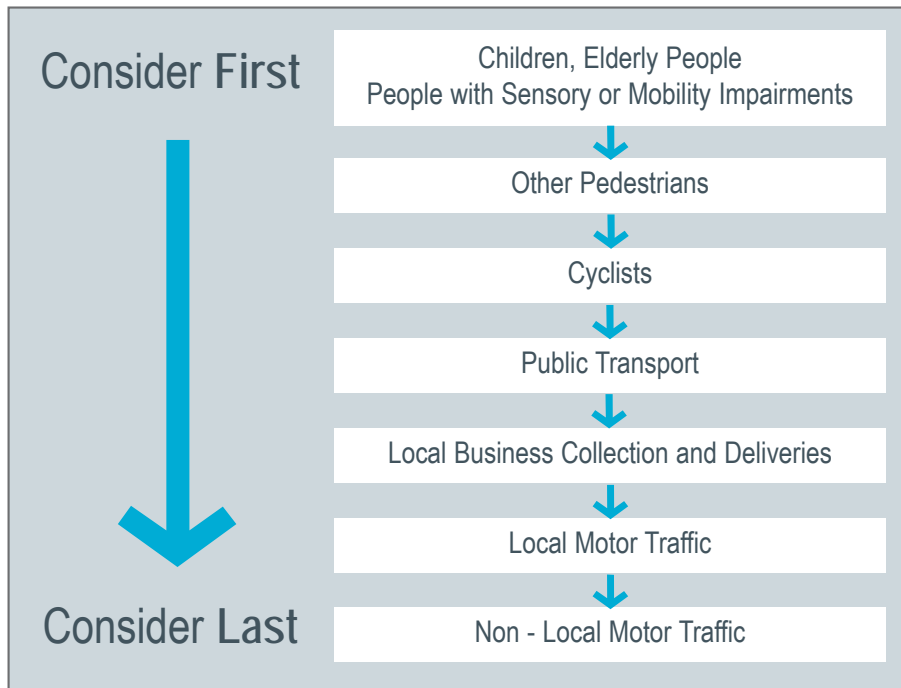 Consider First
Children, Elderly People
People with Sensory or Mobility Impairments
Other Pedestrians
Cyclists
Public Transport
Local Business Collection and Deliveries
Local Motor Traffic
Consider Last
Non - Local Motor Traffic